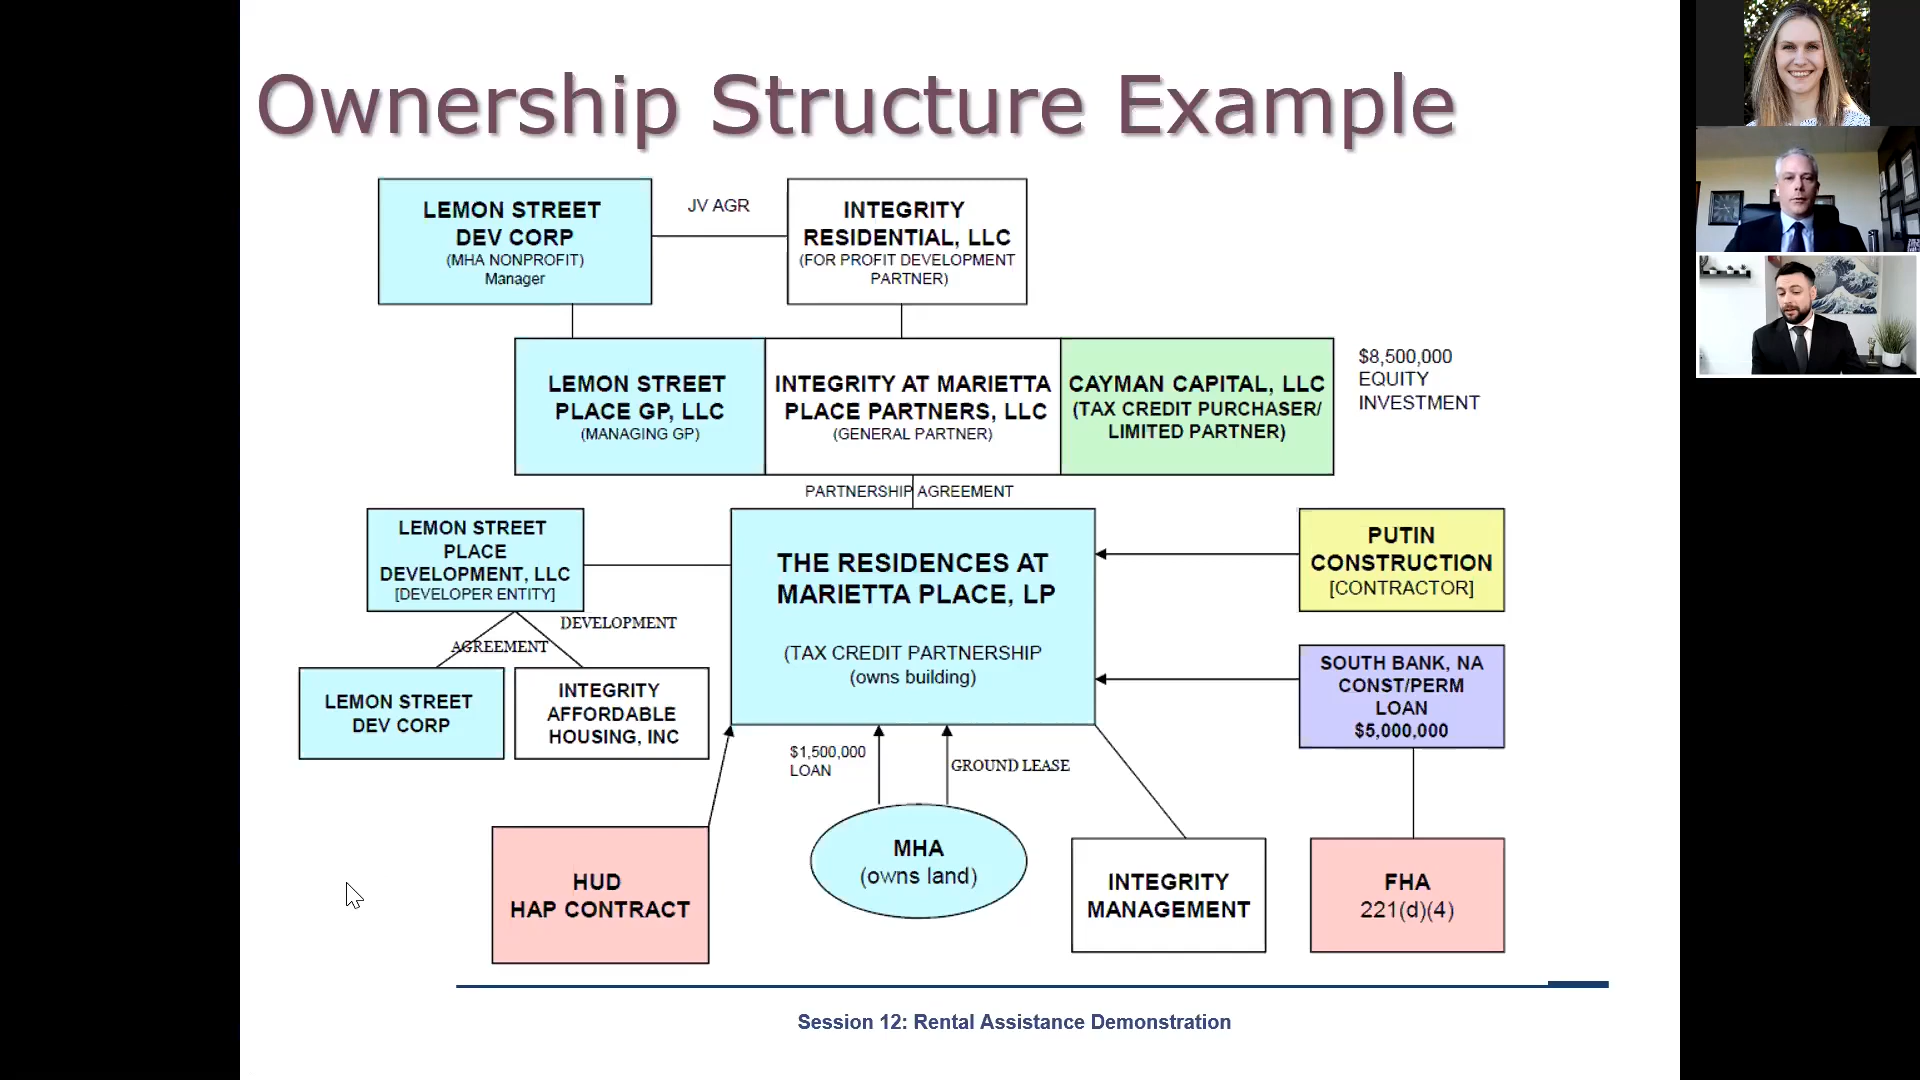 Ownership Structure Example
LEMON STREET
DEV CORP
(MHA NONPROFIT)
Manager
JV AGR
INTEGRITY
RESIDENTIAL, LLC
(FOR PROFIT DEVELOPMENT
PARTNER)
LEMON STREET
PLACE GP, LLC
(MANAGING GP)
INTEGRITY AT MARIETTA
PLACE PARTNERS, LLC
(GENERAL PARTNER)
CAYMAN CAPITAL, LLC
(TAX CREDIT PURCHASER/
LIMITED PARTNER)
$8,500,000
EQUITY
INVESTMENT
PARTNERSHIP AGREEMENT
LEMON STREET
PLACE
DEVELOPMENT, LLC
[DEVELOPER ENTITY]
THE RESIDENCES AT
MARIETTA PLACE, LP
(TAX CREDIT PARTNERSHIP
(owns building)
PUTIN
CONSTRUCTION
[CONTRACTOR]
DEVELOPMENT
AGREEMENT
LEMON STREET
DEV CORP
INTEGRITY
AFFORDABLE
HOUSING, INC
SOUTH BANK, NA
CONST/PERM
LOAN
$5,000,000
$1,500,000
LOAN
GROUND LEASE
HUD
HAP CONTRACT
MHA
(owns land)
INTEGRITY
MANAGEMENT
FHA
221(d)(4)
Session 12: Rental Assistance Demonstration